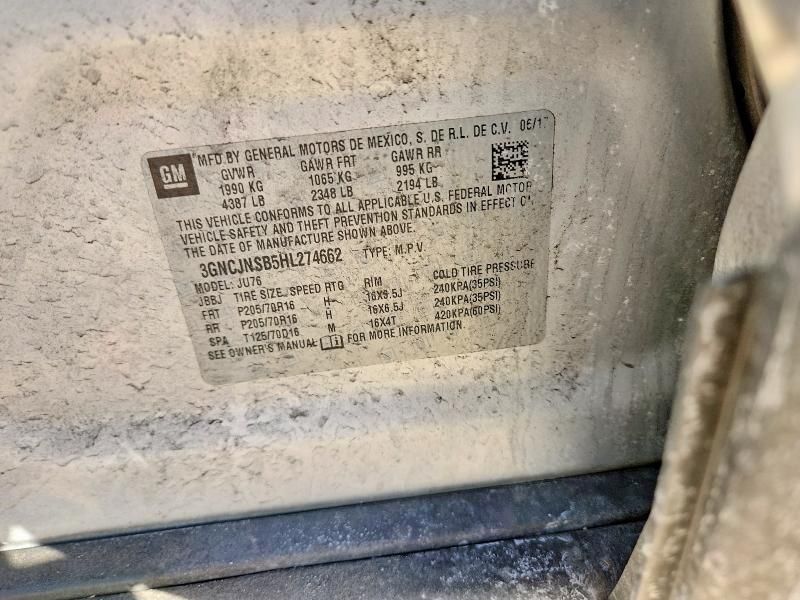 GM
MFD BY GENERAL MOTORS DE MEXICO, S. DE R.L. DE C.V. 06/17
GVWR GAWR FRT GAWR RR
1990 KG 1065 KG 995 KG
4387 LB 2348 LB 2194 LB
THIS VEHICLE CONFORMS TO ALL APPLICABLE U.S. FEDERAL MOTOR
VEHICLE SAFETY AND THEFT PREVENTION STANDARDS IN EFFECT ON
THE DATE OF MANUFACTURE SHOWN ABOVE.
3GNCJNSB5HL274662 TYPE: M.P.V.
MODEL: JU76
JBBJ TIRE SIZE SPEED RTG RIM COLD TIRE PRESSURE
FRT P205/70R16 H 16X6.5J 240KPA(35PSI)
RR P205/70R16 H 16X6.5J 240KPA(35PSI)
SPA T125/70D16 M 16X4T 420KPA(60PSI)
SEE OWNER'S MANUAL FOR MORE INFORMATION